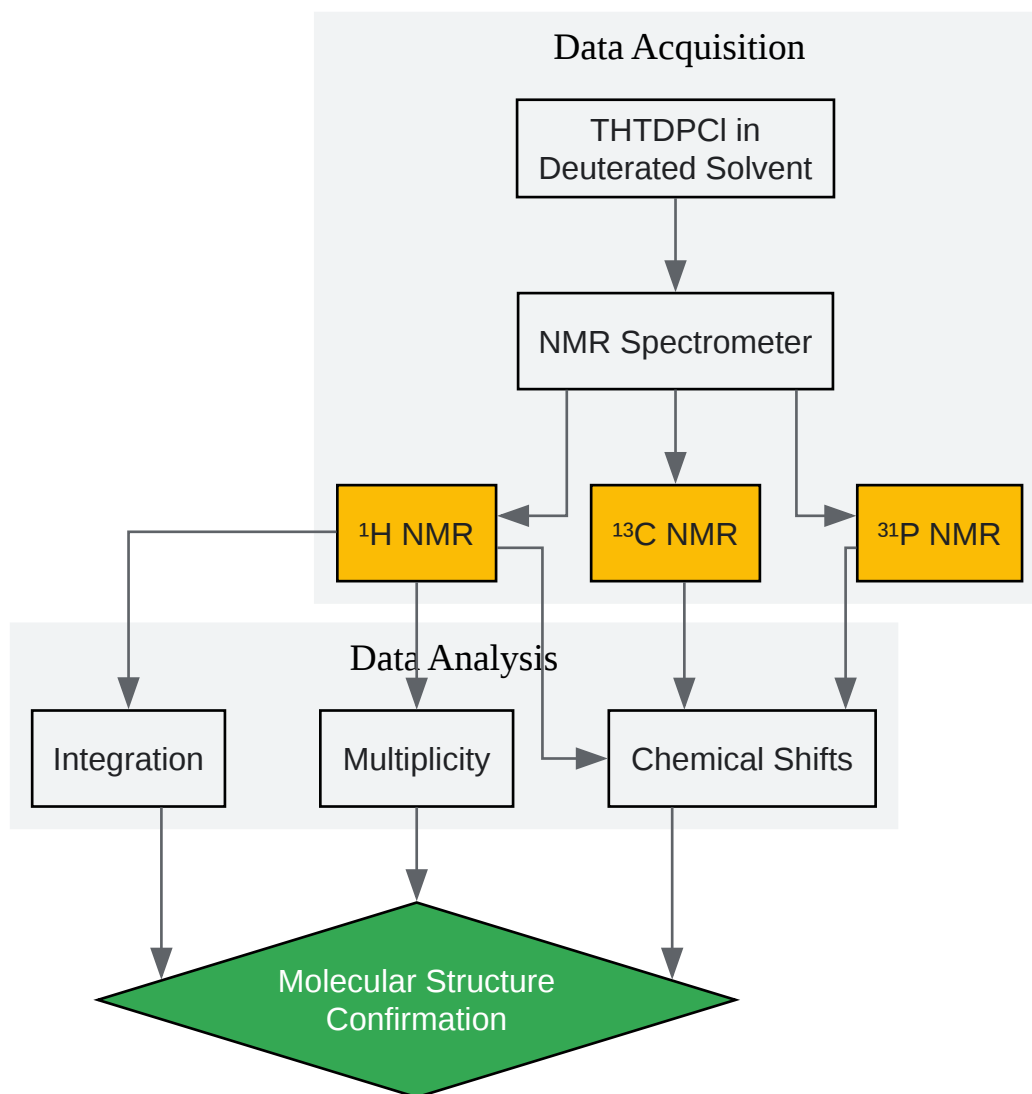 Data Acquisition
THTDPCl in
Deuterated Solvent
NMR Spectrometer
¹H NMR
¹³C NMR
³¹P NMR
Data Analysis
Integration
Multiplicity
Chemical Shifts
Molecular Structure
Confirmation